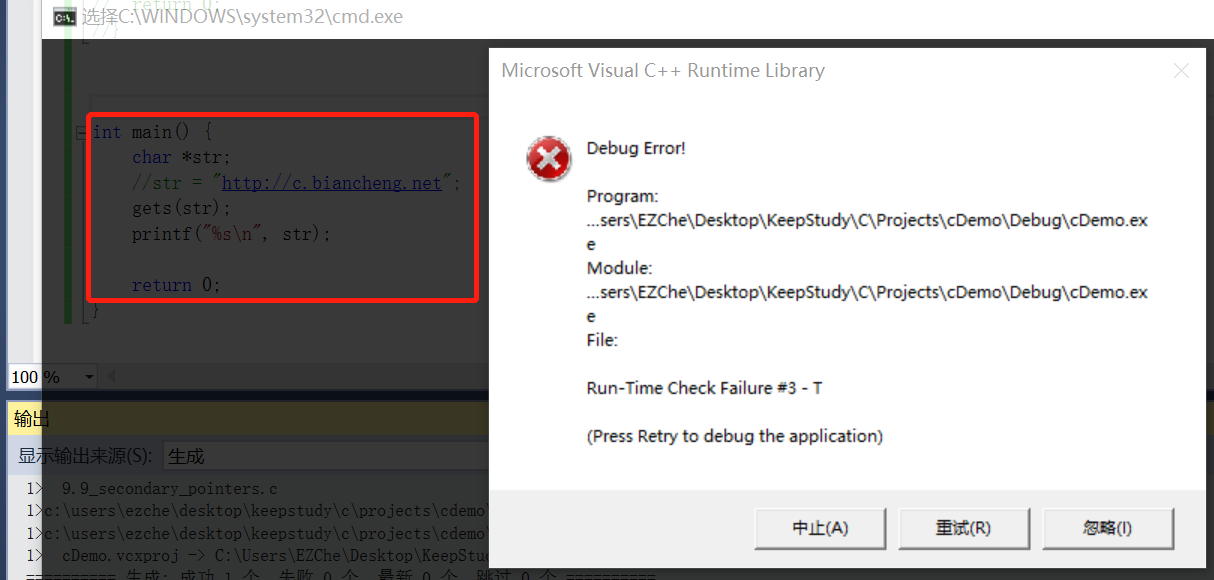 // return 0;
//}
选择C:\WINDOWS\system32\cmd.exe
Microsoft Visual C++ Runtime Library
int main() {
char *str;
//str = "http://c.biancheng.net";
gets(str);
printf("%s\n", str);
return 0;
}
Debug Error!
Program:
...sers\EZChe\Desktop\KeepStudy\C\Projects\cDemo\Debug\cDemo.ex
e
Module:
...sers\EZChe\Desktop\KeepStudy\C\Projects\cDemo\Debug\cDemo.ex
e
File:
Run-Time Check Failure #3 - T
(Press Retry to debug the application)
中止(A)
重试(R)
忽略(I)
100 %
输出
显示输出来源(S): 生成
1> 9.9_secondary_pointers.c
1>c:\users\ezche\desktop\keepstudy\c\projects\cdemo\
1>c:\users\ezche\desktop\keepstudy\c\projects\cdemo\
1> cDemo.vcxproj -> C:\Users\EZChe\Desktop\KeepStu
========== 生成: 成功 1 个，失败 0 个，最新 0 个，跳过 0 个 ==========